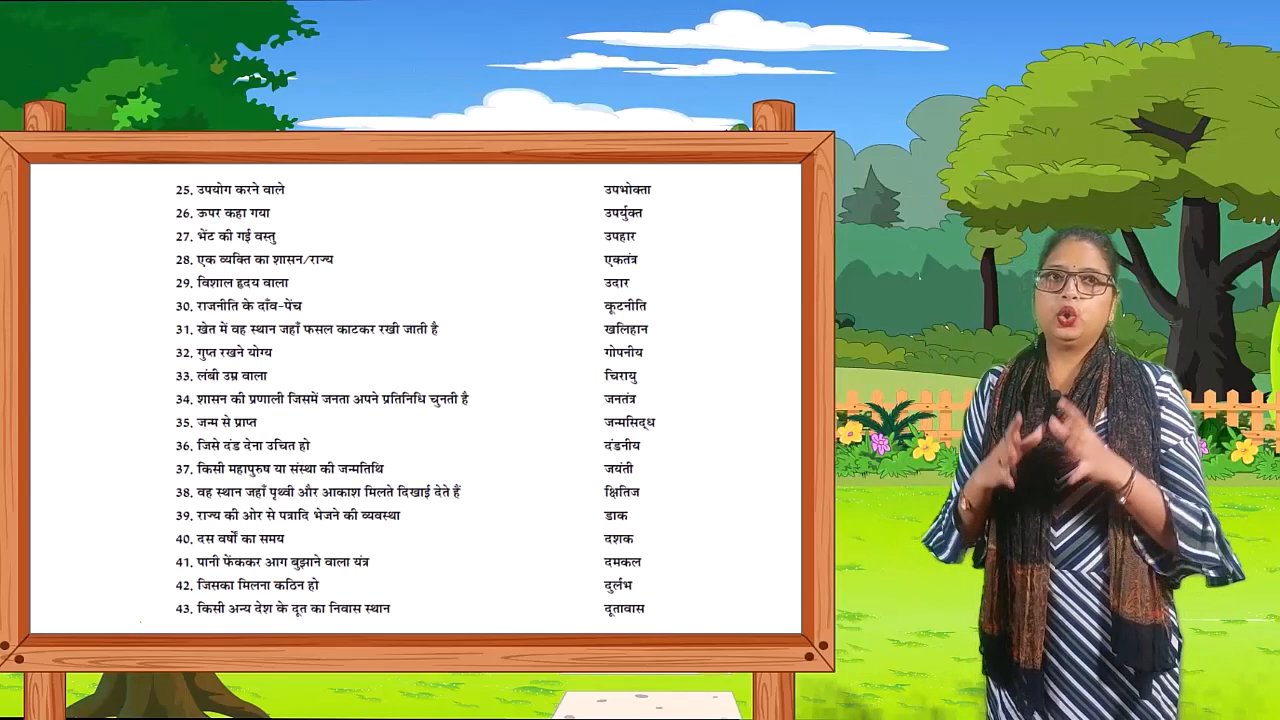 25. उपयोग करने वाले उपभोक्ता
26. ऊपर कहा गया उपर्युक्त
27. भेंट की गई वस्तु उपहार
28. एक व्यक्ति का शासन/राज्य एकतंत्र
29. विशाल हृदय वाला उदार
30. राजनीति के दाँव-पेंच कूटनीति
31. खेत में वह स्थान जहाँ फसल काटकर रखी जाती है खलिहान
32. गुप्त रखने योग्य गोपनीय
33. लंबी उम्र वाला चिरायु
34. शासन की प्रणाली जिसमें जनता अपने प्रतिनिधि चुनती है जनतंत्र
35. जन्म से प्राप्त जन्मसिद्ध
36. जिसे दंड देना उचित हो दंडनीय
37. किसी महापुरुष या संस्था की जन्मतिथि जयंती
38. वह स्थान जहाँ पृथ्वी और आकाश मिलते दिखाई देते हैं क्षितिज
39. राज्य की ओर से पत्रादि भेजने की व्यवस्था डाक
40. दस वर्षों का समय दशक
41. पानी फेंककर आग बुझाने वाला यंत्र दमकल
42. जिसका मिलना कठिन हो दुर्लभ
43. किसी अन्य देश के दूत का निवास स्थान दूतावास